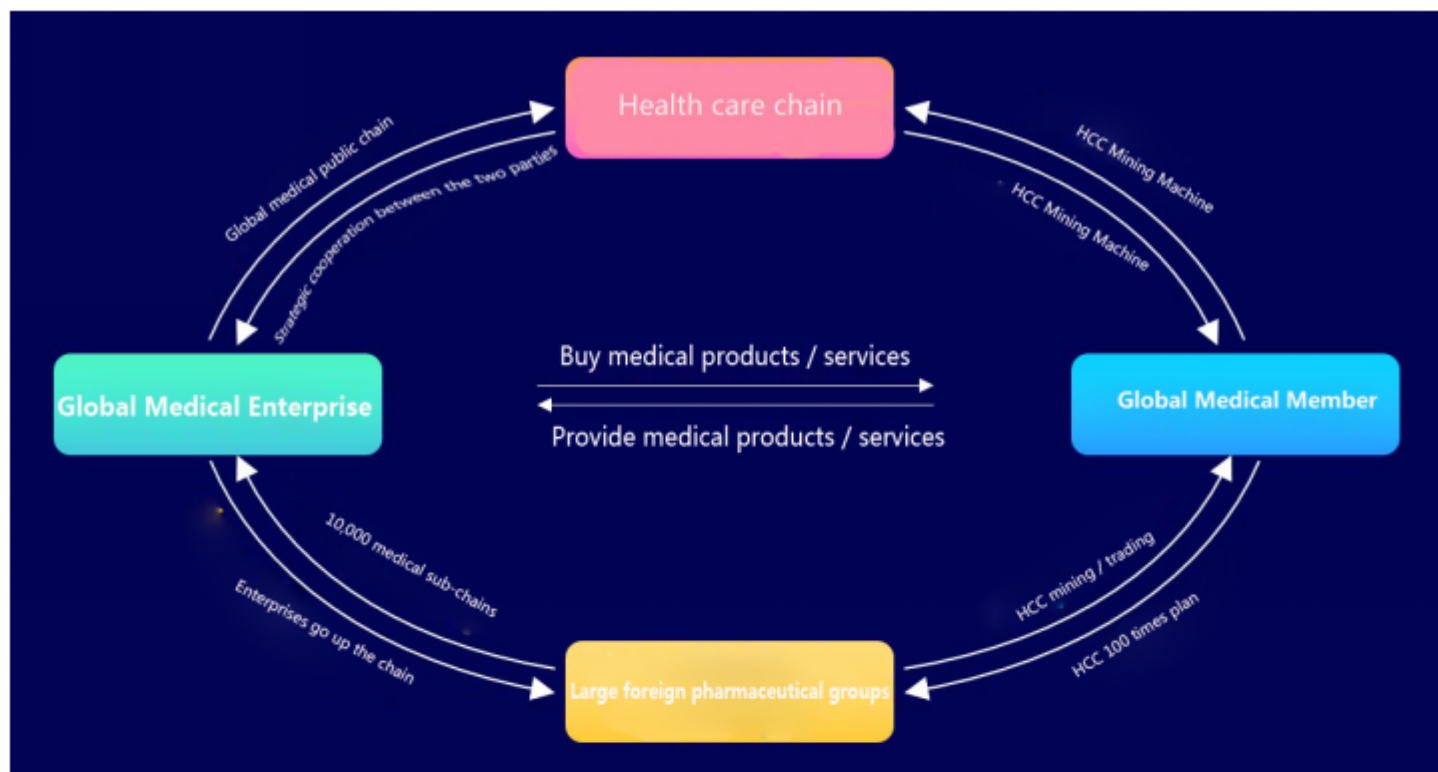 Health care chain
Global medical public chain
Strategic cooperation between the two parties
HCC Mining Machine
HCC Mining Machine
Buy medical products / services
Global Medical Enterprise
Global Medical Member
Provide medical products / services
10,000 medical sub-chains
Enterprises go up the chain
HCC mining / trading
HCC 100 times plan
Large foreign pharmaceutical groups